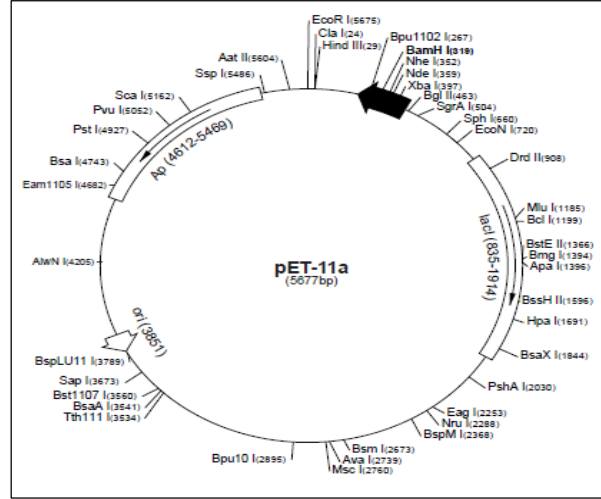 EcoR I(5675)
Cla I(24)
Hind III(29)
Bpu1102 I(267)
BamH I(319)
Nhe I(352)
Nde I(359)
Xba I(397)
Bgl II(463)
SgrA I(504)
Sph I(660)
EcoN I(720)
Drd II(908)
Mlu I(1185)
Bcl I(1199)
BstE II(1366)
Bmg I(1394)
Apa I(1396)
BssH II(1596)
Hpa I(1691)
BsaX I(1844)
PshA I(2030)
Eag I(2253)
Nru I(2288)
BspM I(2368)
Bsm I(2673)
Ava I(2739)
Msc I(2760)
Bpu10 I(2895)
Tth111 I(3534)
BsaA I(3541)
Bst1107 I(3560)
Sap I(3673)
BspLU11 I(3789)
AlwN I(4205)
Eam1105 I(4682)
Bsa I(4743)
Pst I(4927)
Pvu I(5052)
Sca I(5162)
Ssp I(5486)
Aat II(5604)
Ap (4612-5469)
lacI (835-1914)
ori (3851)
pET-11a
(5677bp)